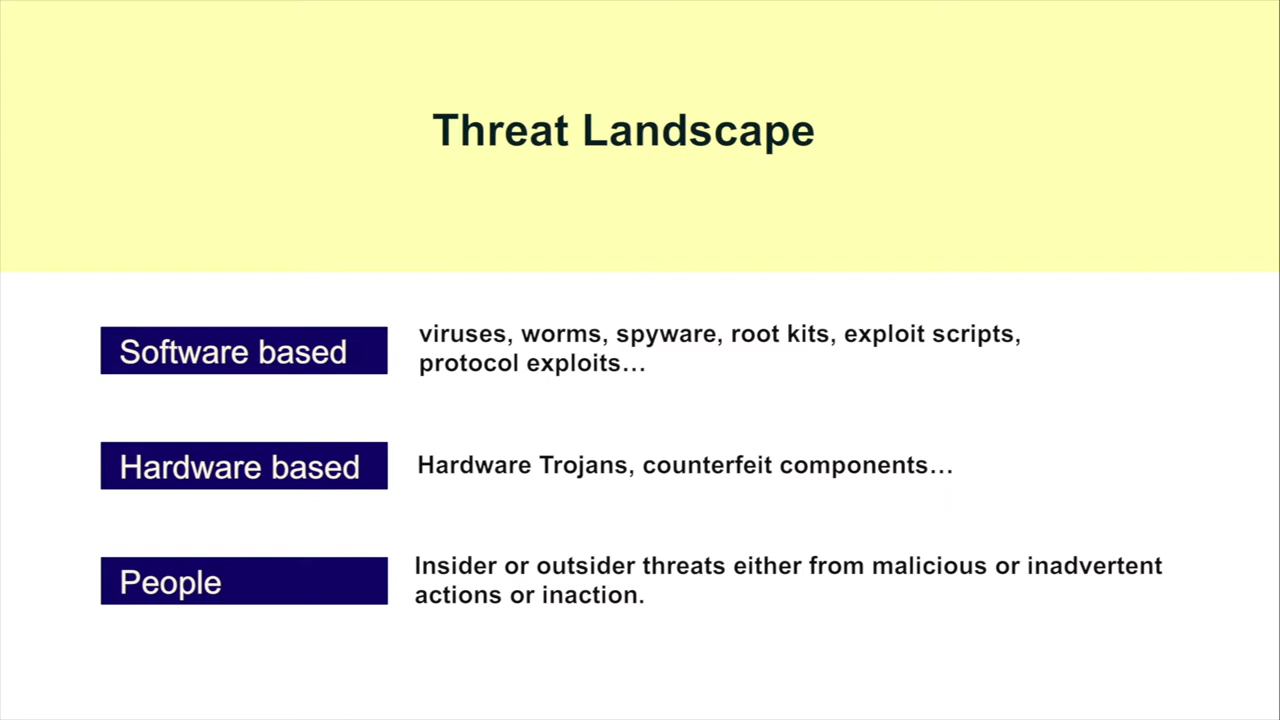 Threat Landscape
Software based
viruses, worms, spyware, root kits, exploit scripts,
protocol exploits…
Hardware based
Hardware Trojans, counterfeit components…
People
Insider or outsider threats either from malicious or inadvertent
actions or inaction.